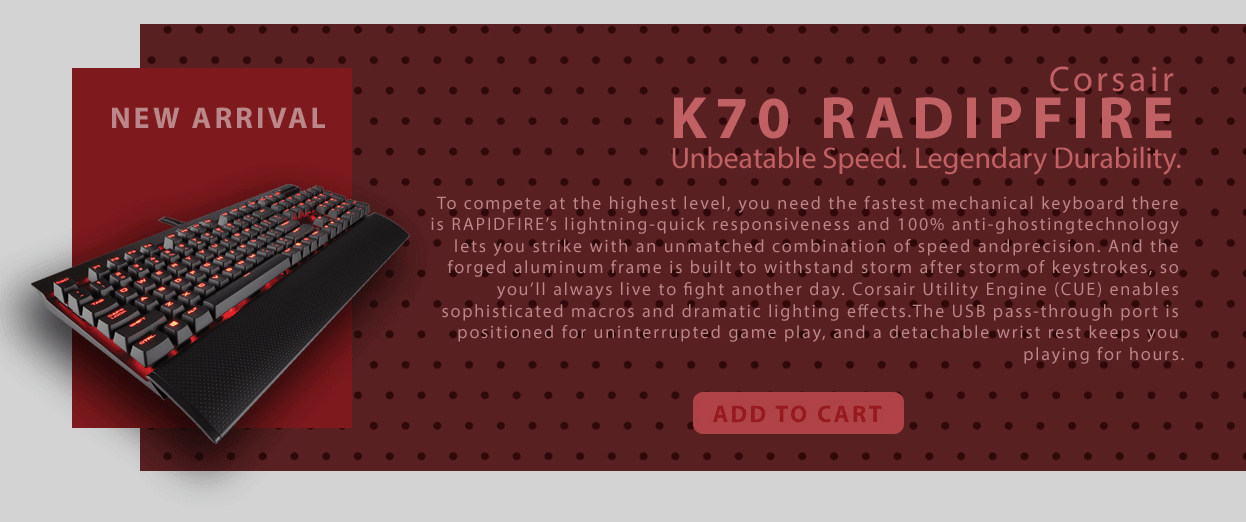 NEW ARRIVAL
Corsair
K70 RADIPFIRE
Unbeatable Speed. Legendary Durability.
To compete at the highest level, you need the fastest mechanical keyboard there
is RAPIDFIRE’s lightning-quick responsiveness and 100% anti-ghostingtechnology
lets you strike with an unmatched combination of speed andprecision. And the
forged aluminum frame is built to withstand storm after storm of keystrokes, so
you’ll always live to fight another day. Corsair Utility Engine (CUE) enables
sophisticated macros and dramatic lighting effects.The USB pass-through port is
positioned for uninterrupted game play, and a detachable wrist rest keeps you
playing for hours.
ADD TO CART